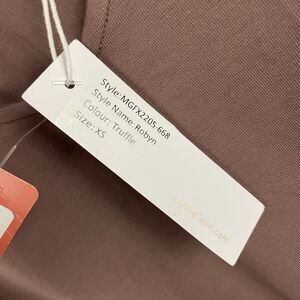 Style: MGFX2205 668
Style Name: Robyn
Colour: Truffle
Size: XS